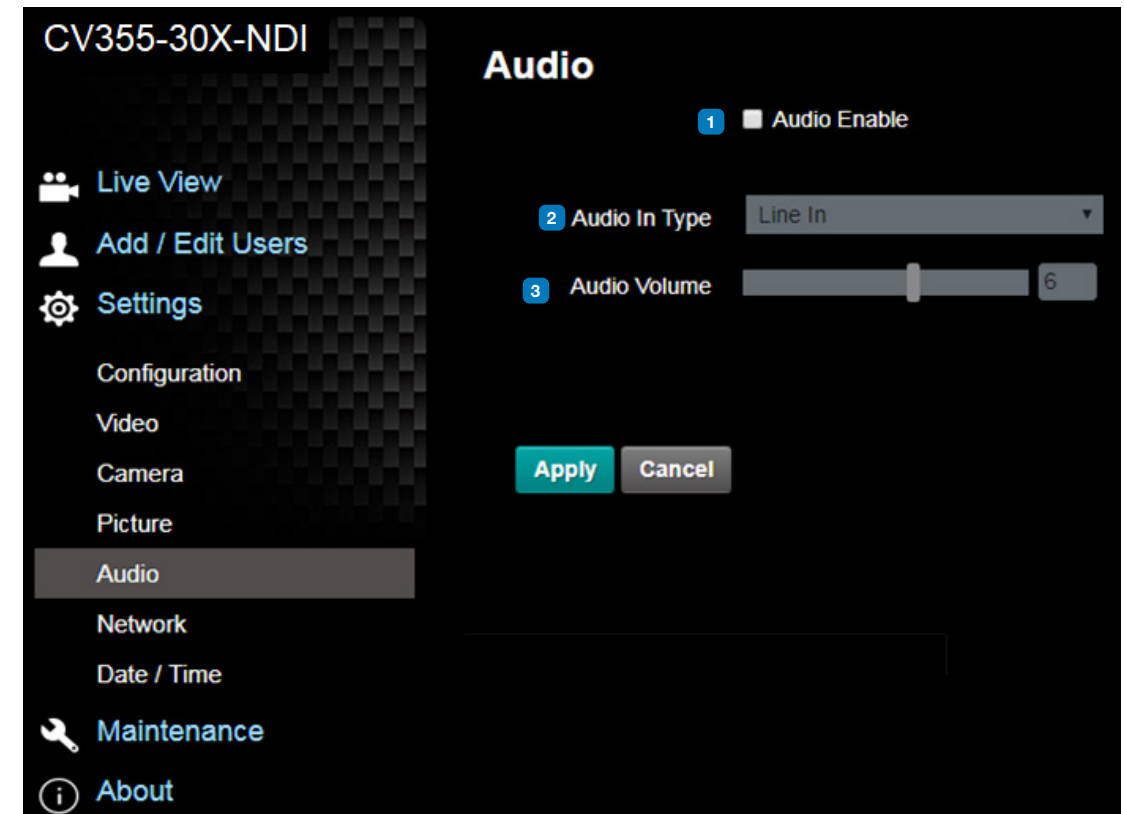 CV355-30X-NDI
Live View
Add / Edit Users
Settings
Configuration
Video
Camera
Picture
Audio
Network
Date / Time
Maintenance
About
Audio
1 Audio Enable
2 Audio In Type Line In
3 Audio Volume 6
Apply Cancel